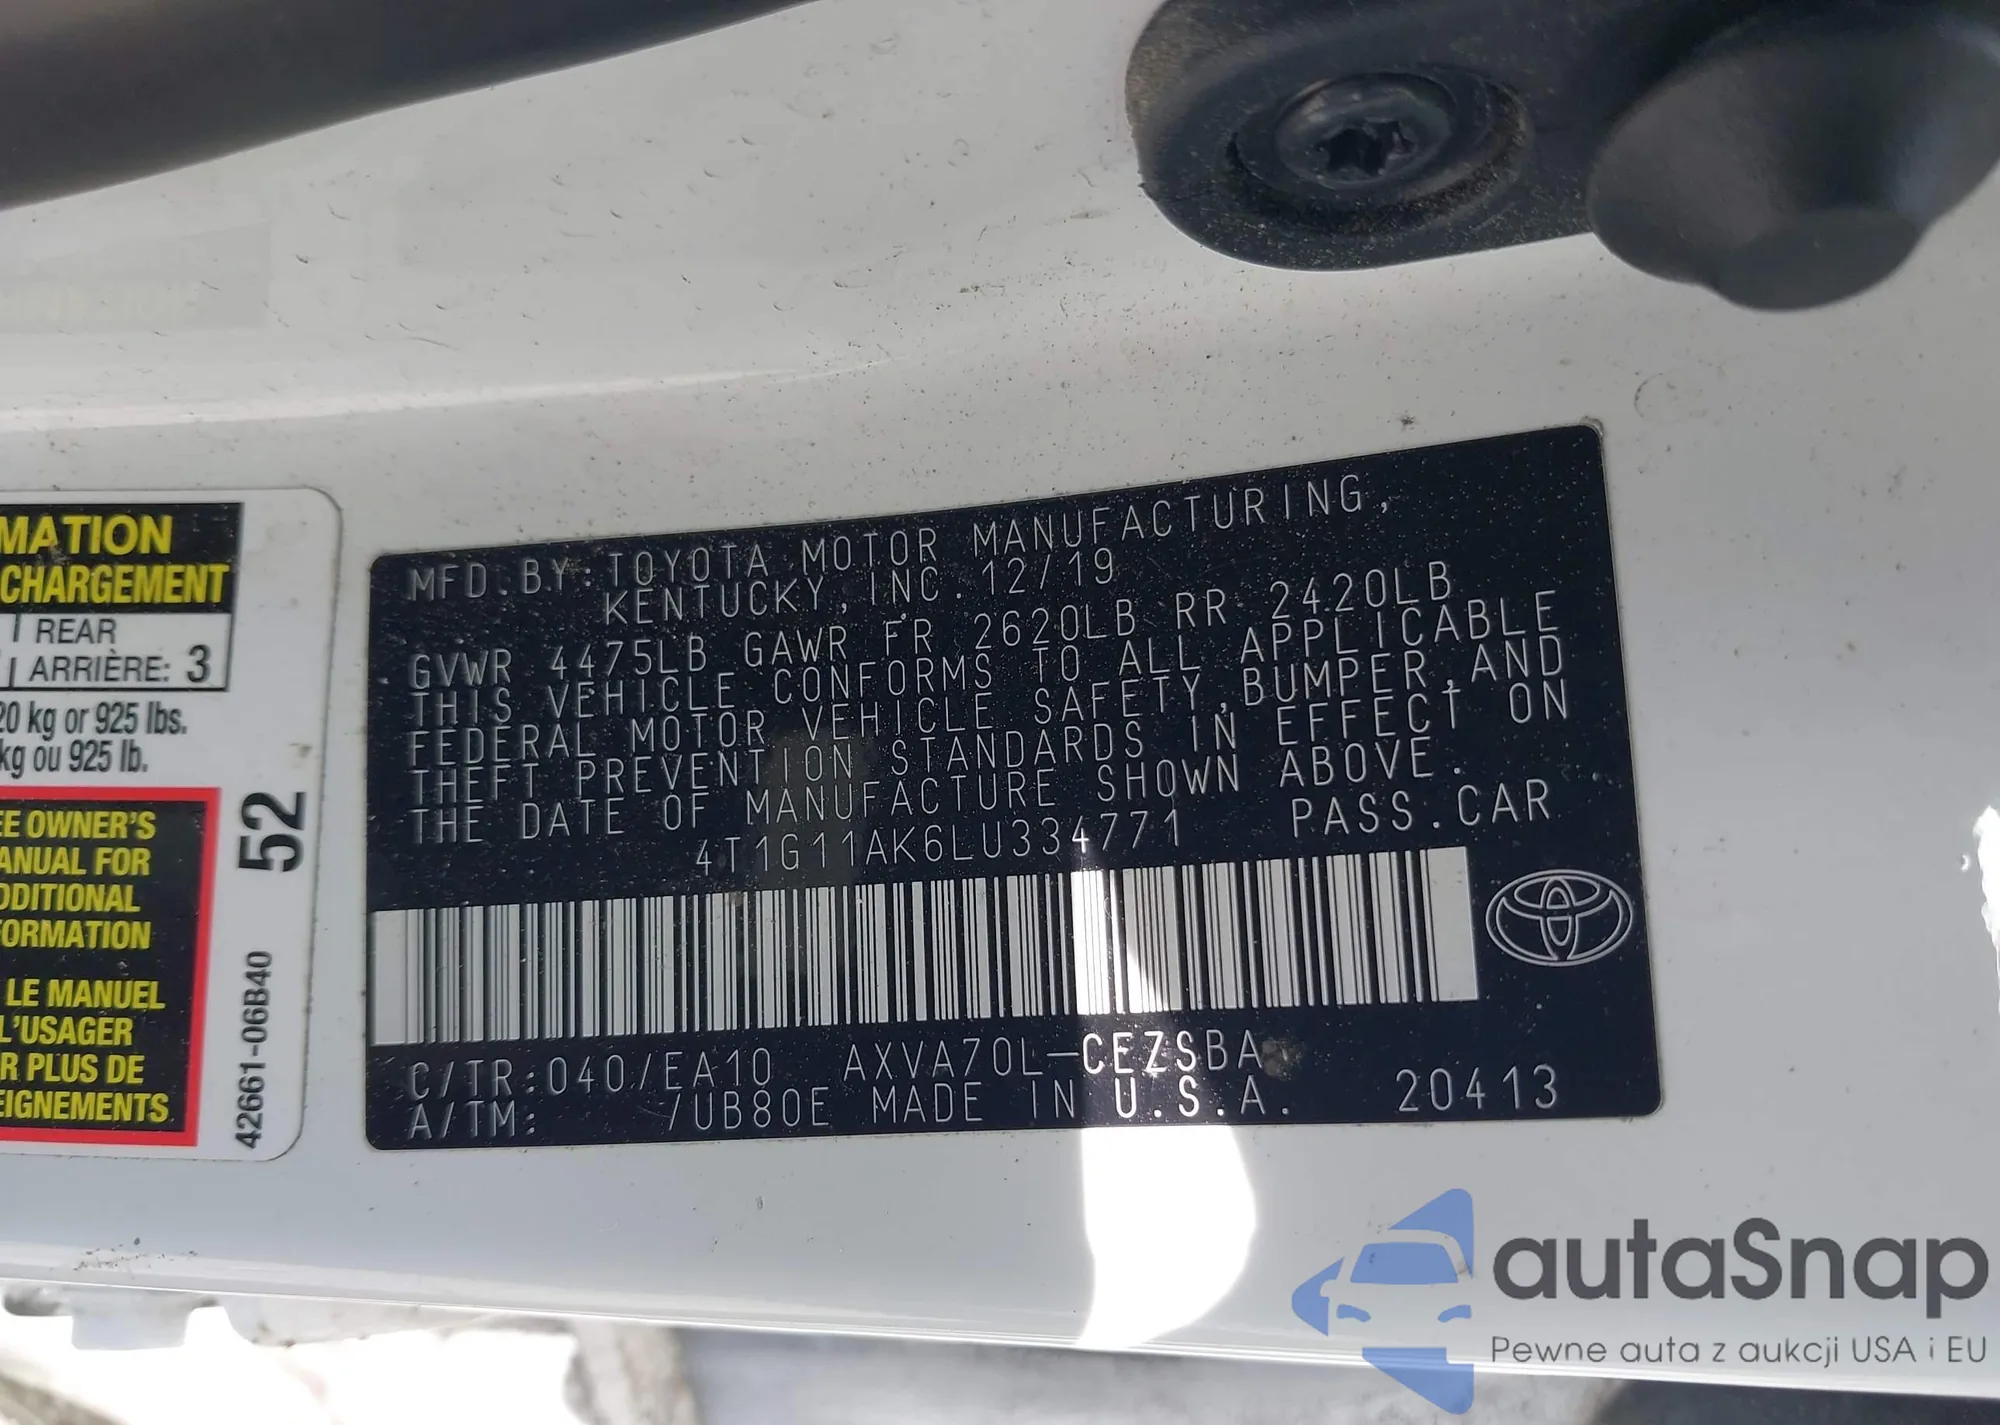 MATION
CHARGEMENT
REAR
ARRIÈRE: 3
20 kg or 925 lbs.
kg ou 925 lb.
EE OWNER'S
ANUAL FOR
DDITIONAL
FORMATION
LE MANUEL
L'USAGER
R PLUS DE
EIGNEMENTS
52
42661-06B40
MFD.BY:TOYOTA MOTOR MANUFACTURING,
KENTUCKY,INC.12/19
GVWR 4475LB GAWR FR 2620LB RR 2420LB
THIS VEHICLE CONFORMS TO ALL APPLICABLE
FEDERAL MOTOR VEHICLE SAFETY,BUMPER,AND
THEFT PREVENTION STANDARDS IN EFFECT ON
THE DATE OF MANUFACTURE SHOWN ABOVE.
4T1G11AK6LU334771 PASS.CAR
C/TR:040/EA10 AXVA70L-CEZSBA
A/TM: /UB80E MADE IN U.S.A. 20413
autaSnap
Pewne auta z aukcji USA i EU